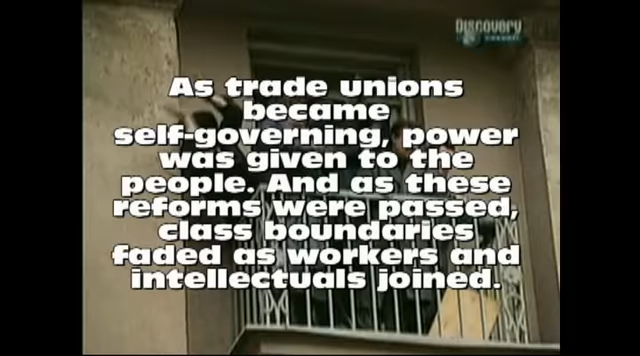 Discovery
CHANNEL
As trade unions
became
self-governing, power
was given to the
people. And as these
reforms were passed,
class boundaries
faded as workers and
intellectuals joined.